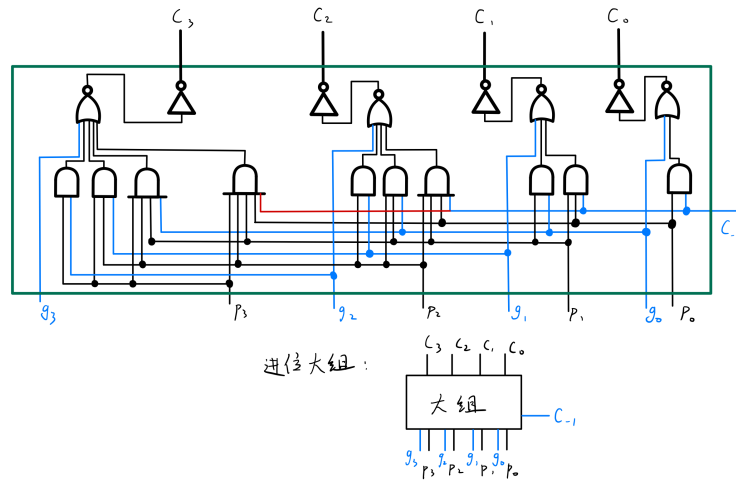 C₃ C₂ C₁ C₀
C₋
g₃ p₃ g₂ p₂ g₁ p₁ g₀ p₀
进位大组:
C₃ C₂ C₁ C₀
大组
C₋₁
g₃ p₃ g₂ p₂ g₁ p₁ g₀ p₀